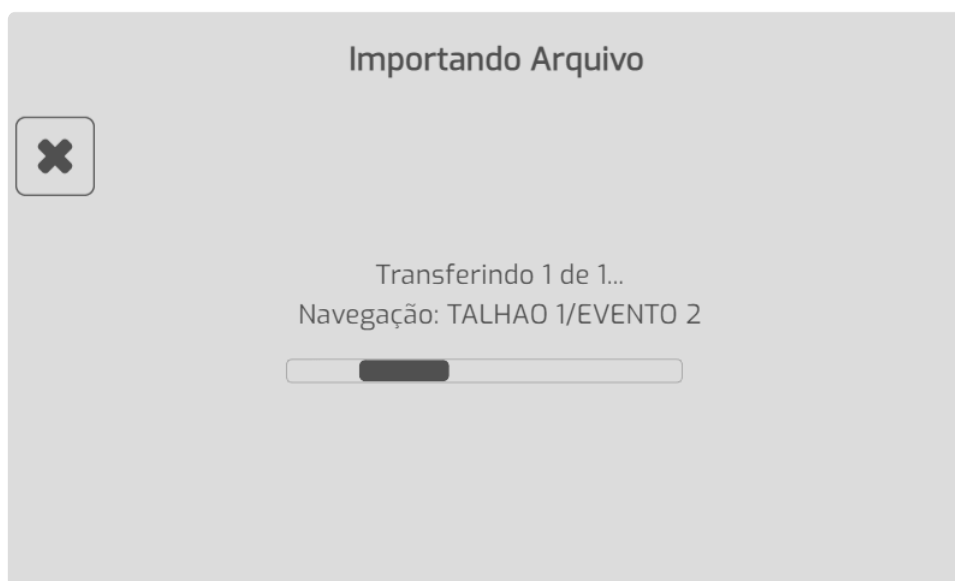 Importando Arquivo
Transferindo 1 de 1...
Navegação: TALHAO 1/EVENTO 2